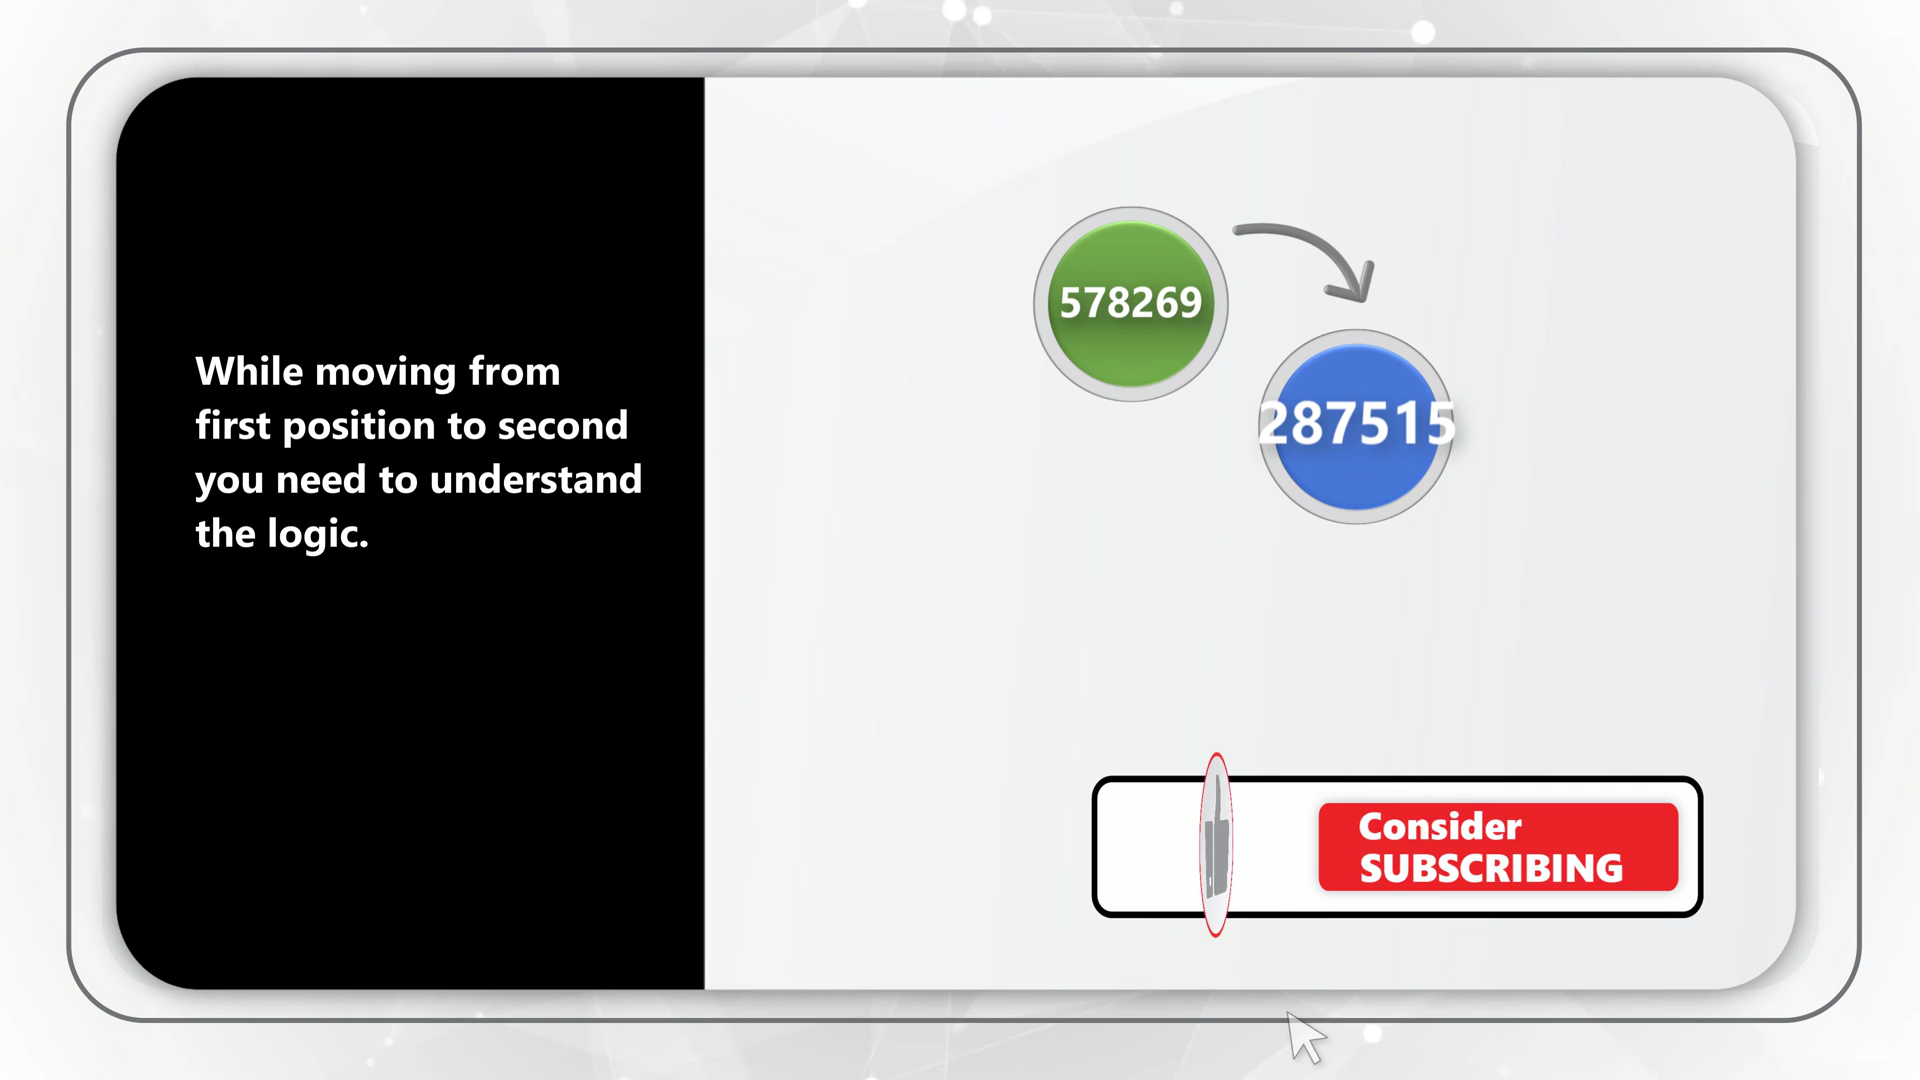 While moving from
first position to second
you need to understand
the logic.
578269
287515
Consider
SUBSCRIBING